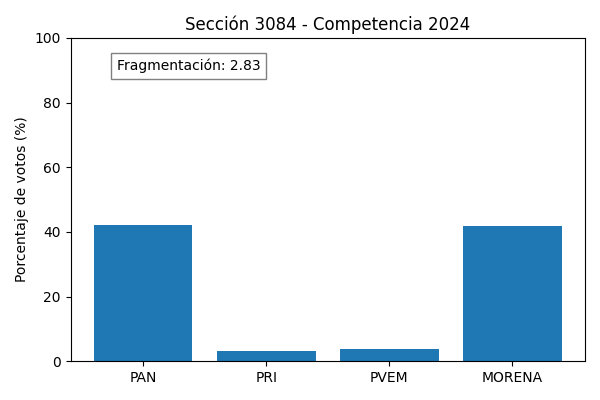 Sección 3084 - Competencia 2024
Fragmentación: 2.83
Porcentaje de votos (%)
100
80
60
40
20
0
PAN PRI PVEM MORENA